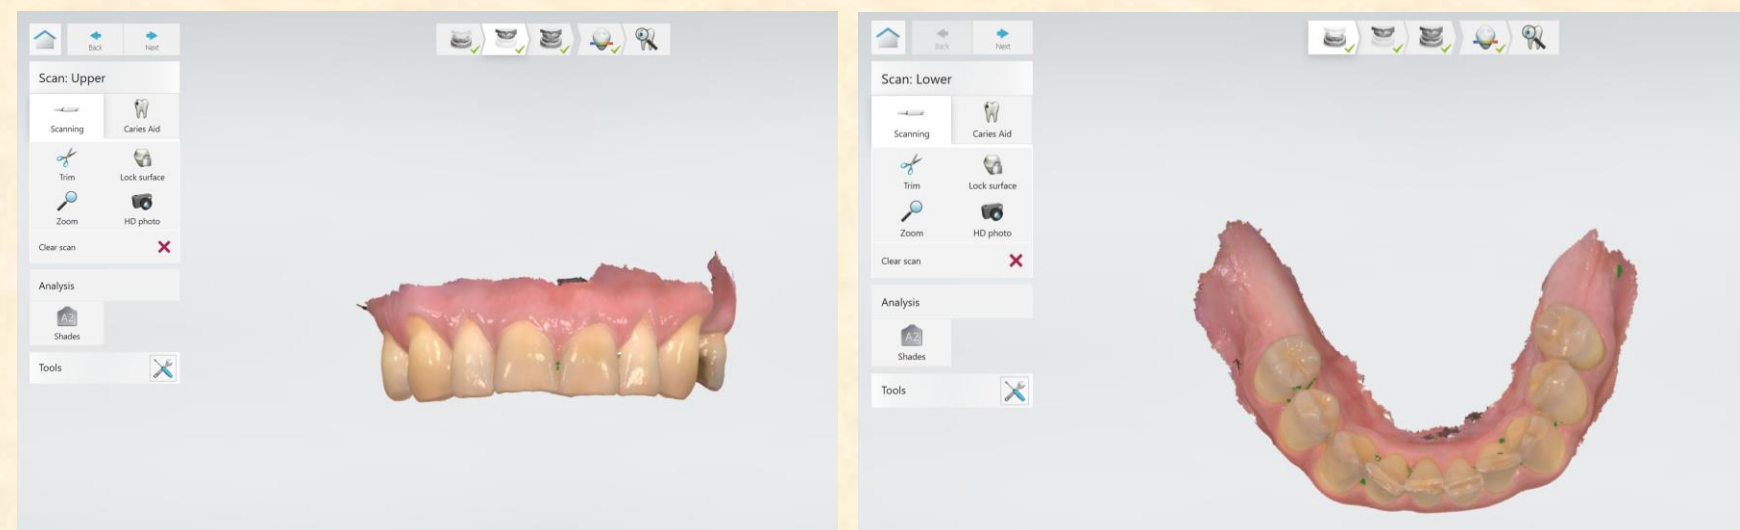 Back Next
Scan: Upper
Scanning Caries Aid
Trim Lock surface
Zoom HD photo
Clear scan
Analysis
A2
Shades
Tools
Back Next
Scan: Lower
Scanning Caries Aid
Trim Lock surface
Zoom HD photo
Clear scan
Analysis
A2
Shades
Tools